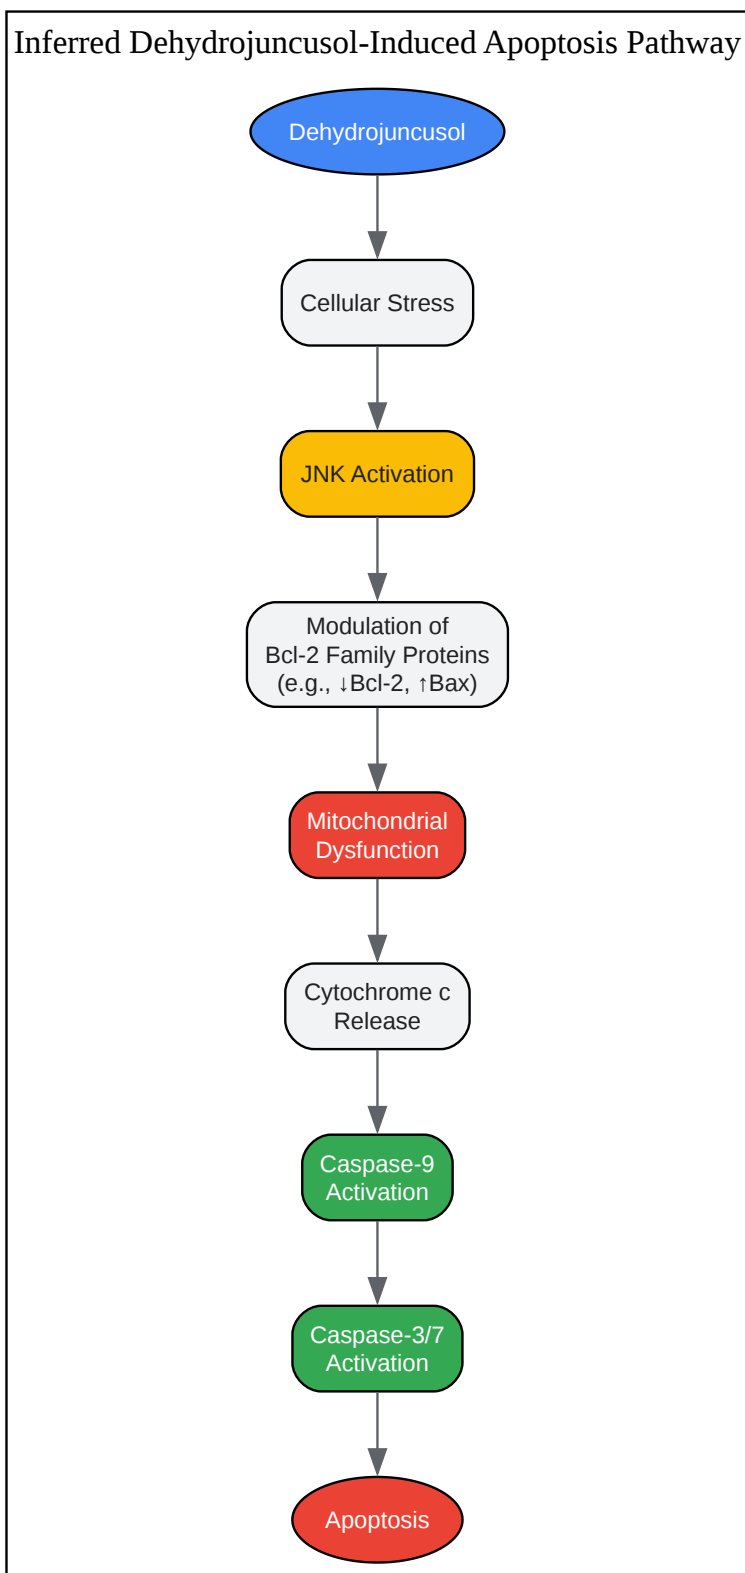 Inferred Dehydrojuncusol-Induced Apoptosis Pathway
Dehydrojuncusol
Cellular Stress
JNK Activation
Modulation of
Bcl-2 Family Proteins
(e.g., ↓Bcl-2, ↑Bax)
Mitochondrial
Dysfunction
Cytochrome c
Release
Caspase-9
Activation
Caspase-3/7
Activation
Apoptosis